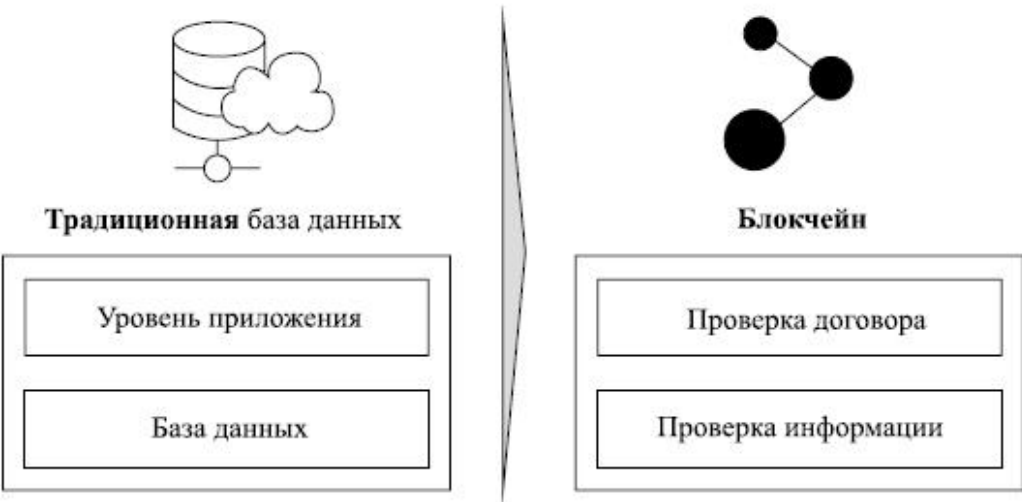 Традиционная база данных
Уровень приложения
База данных
Блокчейн
Проверка договора
Проверка информации